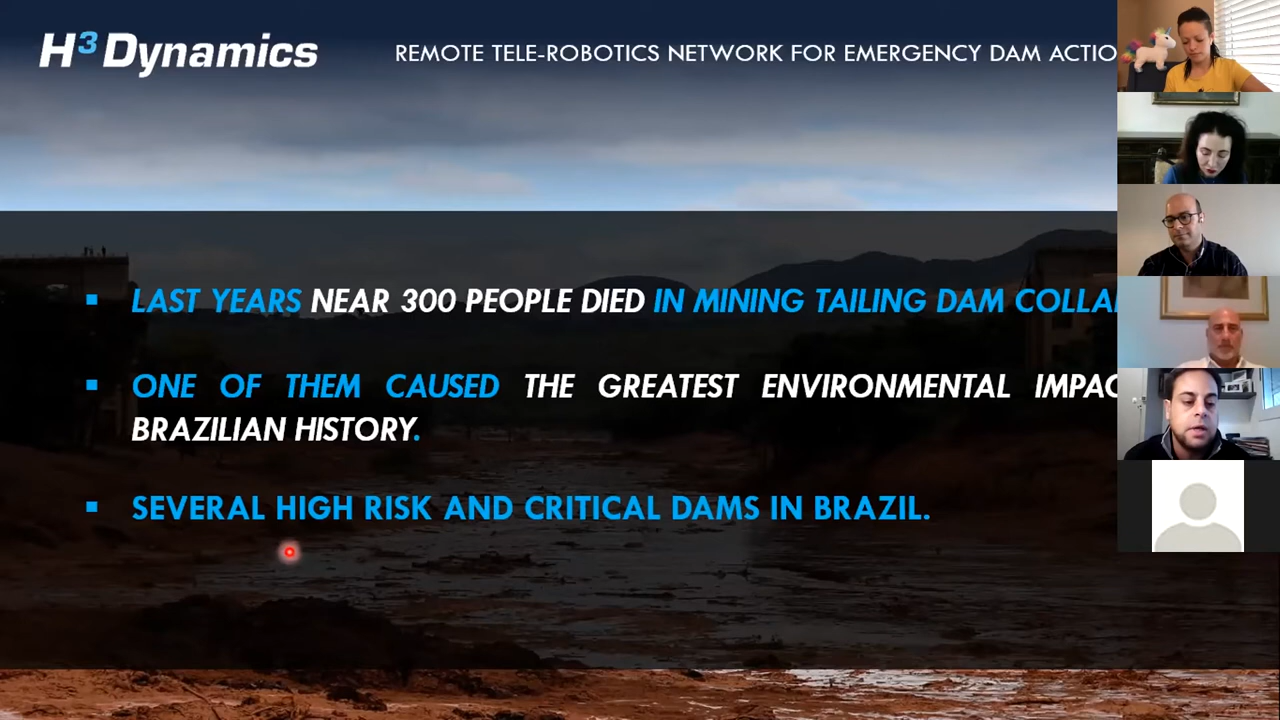 H³ Dynamics
REMOTE TELE-ROBOTICS NETWORK FOR EMERGENCY DAM ACTIO
LAST YEARS NEAR 300 PEOPLE DIED IN MINING TAILING DAM COLLA
ONE OF THEM CAUSED THE GREATEST ENVIRONMENTAL IMPAC
BRAZILIAN HISTORY.
SEVERAL HIGH RISK AND CRITICAL DAMS IN BRAZIL.